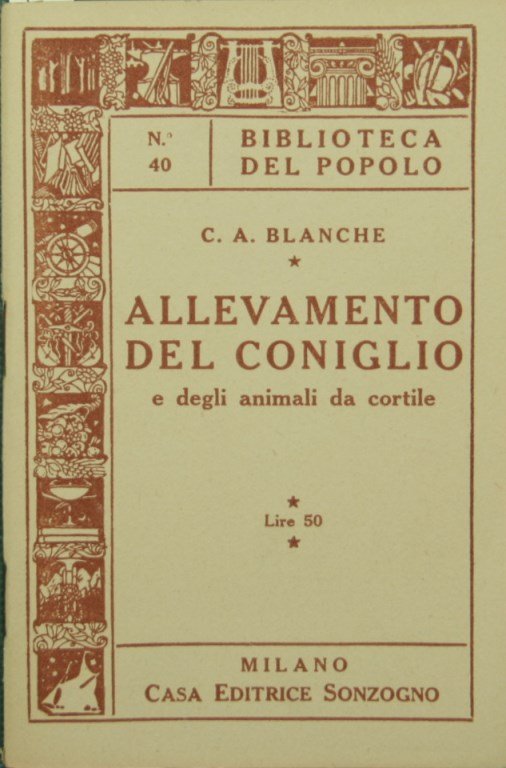 N.º
40
BIBLIOTECA
DEL POPOLO
C. A. BLANCHE
ALLEVAMENTO
DEL CONIGLIO
e degli animali da cortile
Lire 50
MILANO
CASA EDITRICE SONZOGNO